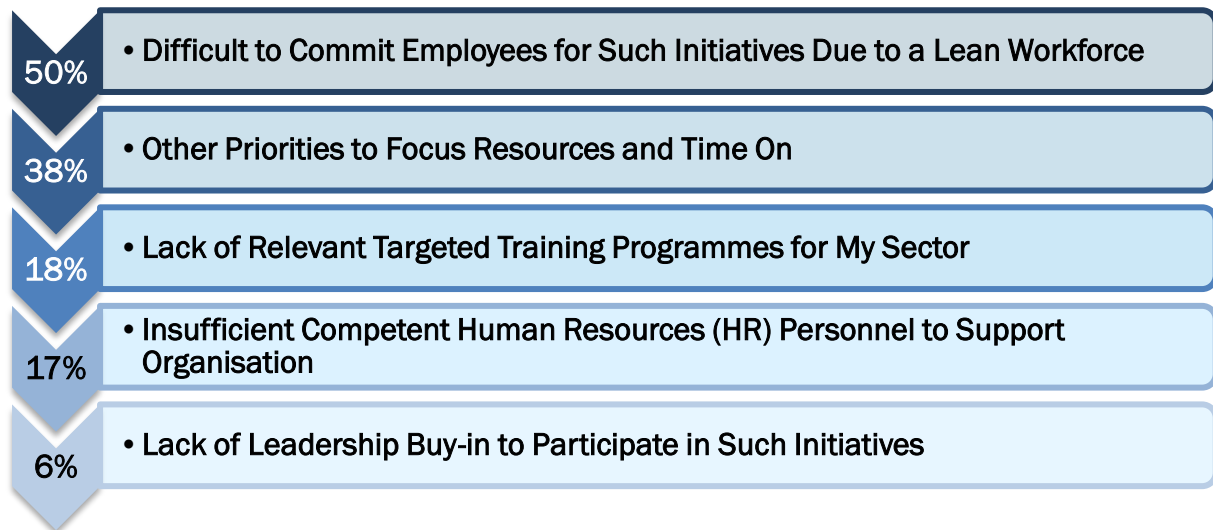 50%
• Difficult to Commit Employees for Such Initiatives Due to a Lean Workforce
38%
• Other Priorities to Focus Resources and Time On
18%
• Lack of Relevant Targeted Training Programmes for My Sector
17%
• Insufficient Competent Human Resources (HR) Personnel to Support
Organisation
6%
• Lack of Leadership Buy-in to Participate in Such Initiatives